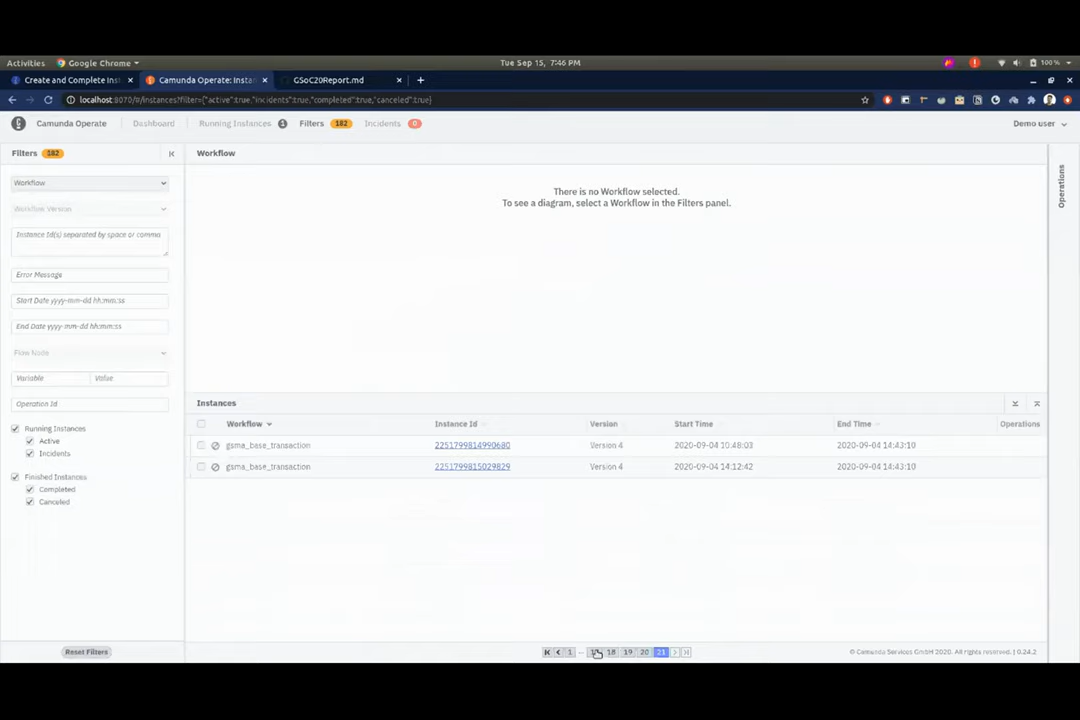 Activities Google Chrome Tue Sep 15, 7:46 PM 100%
Create and Complete Inst Camunda Operate: Instan GSoC20Report.md
localhost:8070/#/instances?filter={"active":true,"incidents":true,"completed":true,"canceled":true}
Camunda Operate Dashboard Running Instances 1 Filters 182 Incidents 0 Demo user
Filters 182
Workflow
Workflow
Workflow Version
Instance Id(s) separated by space or comma
Error Message
Start Date yyyy-mm-dd hh:mm:ss
End Date yyyy-mm-dd hh:mm:ss
Flow Node
Variable Value
Operation Id
Running Instances
Active
Incidents
Finished Instances
Completed
Canceled
Reset Filters
There is no Workflow selected.
To see a diagram, select a Workflow in the Filters panel.
Operations
Instances
Workflow Instance Id Version Start Time End Time Operations
gsma_base_transaction 2251799814990680 Version 4 2020-09-04 10:48:03 2020-09-04 14:43:10
gsma_base_transaction 2251799815029829 Version 4 2020-09-04 14:12:42 2020-09-04 14:43:10
1 ... 18 19 20 21
© Camunda Services GmbH 2020. All rights reserved. | 0.24.2